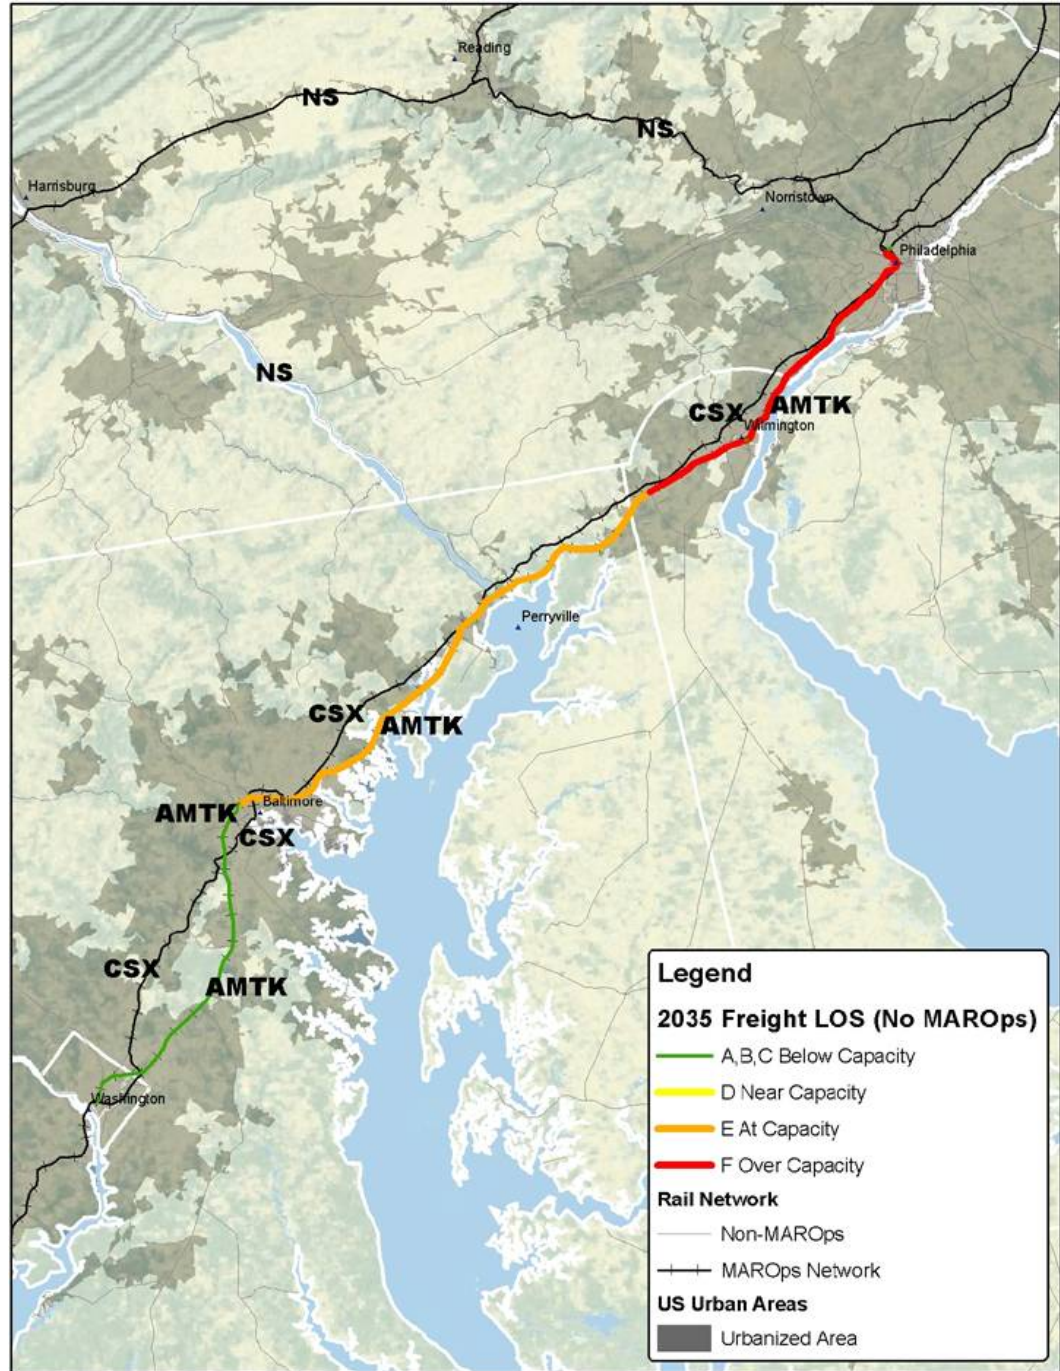 Reading
NS
NS
Harrisburg
Norristown
Philadelphia
NS
CSX
AMTK
Wilmington
Perryville
CSX
AMTK
AMTK
Baltimore
CSX
CSX
AMTK
Washington
Legend
2035 Freight LOS (No MAROps)
A,B,C Below Capacity
D Near Capacity
E At Capacity
F Over Capacity
Rail Network
Non-MAROps
MAROps Network
US Urban Areas
Urbanized Area